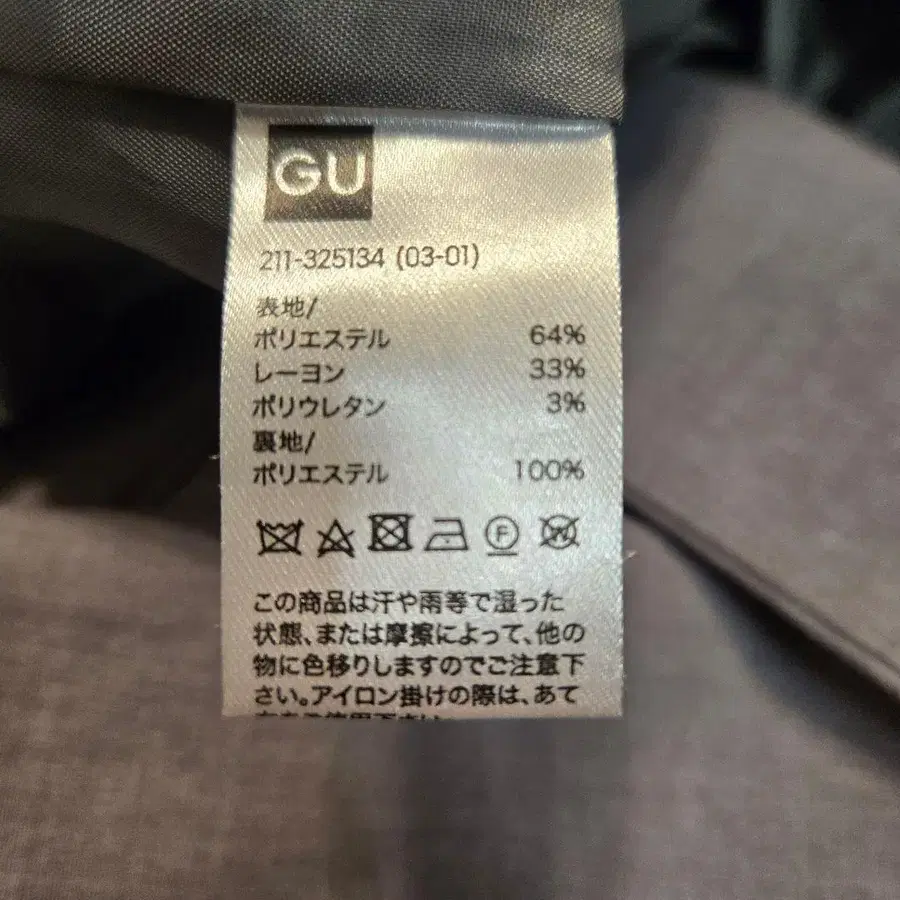 GU
211-325134 (03-01)
表地/
ポリエステル 64%
レーヨン 33%
ポリウレタン 3%
裏地/
ポリエステル 100%
F
W
この商品は汗や雨等で湿った
状態、または摩擦によって、他の
物に色移りしますのでご注意下
さい。アイロン掛けの際は、あて